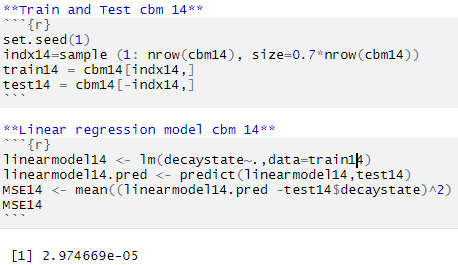 **Train and Test cbm 14**
```{r}
set.seed(1)
indx14=sample (1: nrow(cbm14), size=0.7*nrow(cbm14))
train14 = cbm14[indx14,]
test14 = cbm14[-indx14,]
```
**Linear regression model cbm 14**
```{r}
linearmodel14 <- lm(decaystate~.,data=train14)
linearmodel14.pred <- predict(linearmodel14,test14)
MSE14 <- mean((linearmodel14.pred -test14$decaystate)^2)
MSE14
```
[1] 2.974669e-05